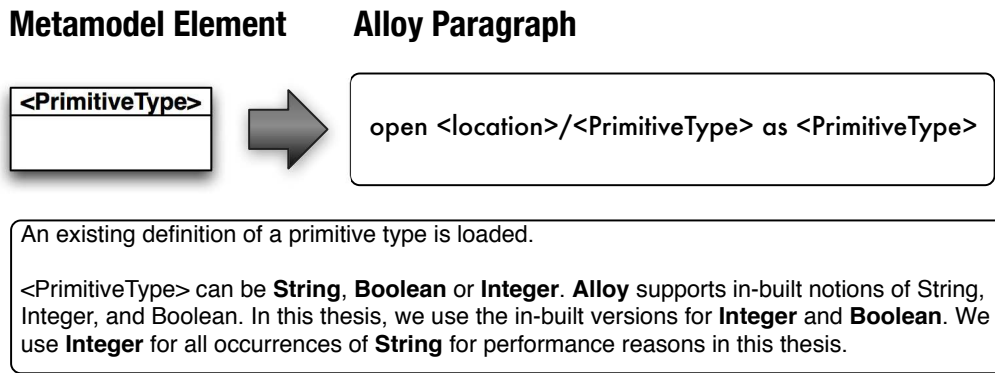 Metamodel Element
Alloy Paragraph
<PrimitiveType>
open <location>/<PrimitiveType> as <PrimitiveType>
An existing definition of a primitive type is loaded.
<PrimitiveType> can be String, Boolean or Integer. Alloy supports in-built notions of String,
Integer, and Boolean. In this thesis, we use the in-built versions for Integer and Boolean. We
use Integer for all occurrences of String for performance reasons in this thesis.